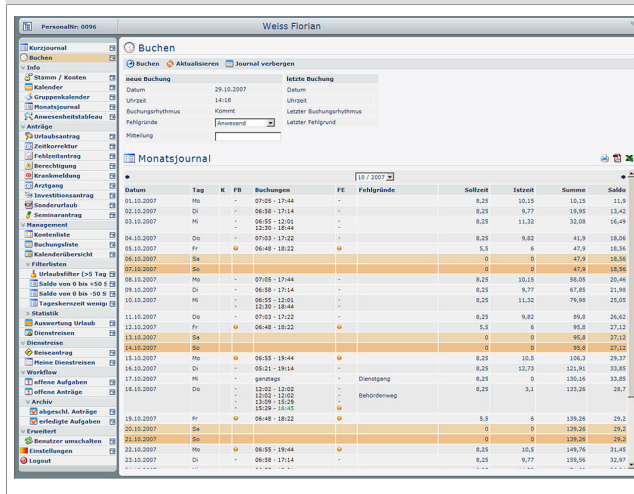 PersonalNr: 0096
Weiss Florian
Kurzjournal
Buchen
Info
Stamm / Konten
Kalender
Gruppenkalender
Monatsjournal
Anwesenheitstableau
Anträge
Urlaubsantrag
Zeitkorrektur
Fehlzeitantrag
Berechtigung
Krankmeldung
Arztgang
Investitionsantrag
Sonderurlaub
Seminarantrag
Management
Kontenliste
Buchungsliste
Kalenderübersicht
Filterlisten
Urlaubsfilter (>5 Tag
Saldo von 0 bis +50 S
Saldo von 0 bis -50 S
Tageskernzeit wenig
Statistik
Auswertung Urlaub
Dienstreisen
Dienstreise
Reiseantrag
Meine Dienstreisen
Workflow
offene Aufgaben
offene Anträge
Archiv
abgeschl. Anträge
erledigte Aufgaben
Erweitert
Benutzer umschalten
Einstellungen
Logout
Buchen
Buchen Aktualisieren Journal verbergen
neue Buchung letzte Buchung
Datum 29.10.2007 Datum
Uhrzeit 14:18 Uhrzeit
Buchungsrhythmus Kommt Letzter Buchungsrhythmus
Fehlgründe Anwesend Letzter Fehlgrund
Mitteilung
Monatsjournal
10 / 2007
Datum Tag K FB Buchungen FE Fehlgründe Sollzeit Istzeit Summe Saldo
01.10.2007 Mo - 07:05 - 17:44 - 8,25 10,15 10,15 11,9
02.10.2007 Di - 06:58 - 17:14 - 8,25 9,77 19,95 13,42
03.10.2007 Mi - 06:55 - 12:01 - 8,25 11,32 32,08 16,49
- 12:30 - 18:44 -
04.10.2007 Do - 07:03 - 17:22 - 8,25 9,82 41,9 18,06
05.10.2007 Fr 06:48 - 18:22 5,5 6 47,9 18,56
06.10.2007 Sa 0 0 47,9 18,56
07.10.2007 So 0 0 47,9 18,56
08.10.2007 Mo - 07:05 - 17:44 - 8,25 10,15 58,05 20,46
09.10.2007 Di - 06:58 - 17:14 - 8,25 9,77 67,85 21,98
10.10.2007 Mi - 06:55 - 12:01 - 8,25 11,32 79,98 25,05
- 12:30 - 18:44 -
11.10.2007 Do - 07:03 - 17:22 - 8,25 9,82 89,8 26,62
12.10.2007 Fr 06:48 - 18:22 5,5 6 95,8 27,12
13.10.2007 Sa 0 0 95,8 27,12
14.10.2007 So 0 0 95,8 27,12
15.10.2007 Mo 06:55 - 19:44 8,25 10,5 106,3 29,37
16.10.2007 Di - 05:21 - 19:14 - 8,25 12,73 121,91 33,85
17.10.2007 Mi - ganztags - Dienstgang 8,25 0 130,16 33,85
18.10.2007 Do - 12:02 - 12:02 - 8,25 3,1 133,26 28,7
- 12:02 - 12:02 - Behördenweg
- 13:09 - 15:29 -
- 15:29 - 16:45
19.10.2007 Fr 06:48 - 18:22 5,5 6 139,26 29,2
20.10.2007 Sa 0 0 139,26 29,2
21.10.2007 So 0 0 139,26 29,2
22.10.2007 Mo 06:55 - 19:44 8,25 10,5 149,76 31,45
23.10.2007 Di - 06:58 - 17:14 - 8,25 9,77 159,56 32,97